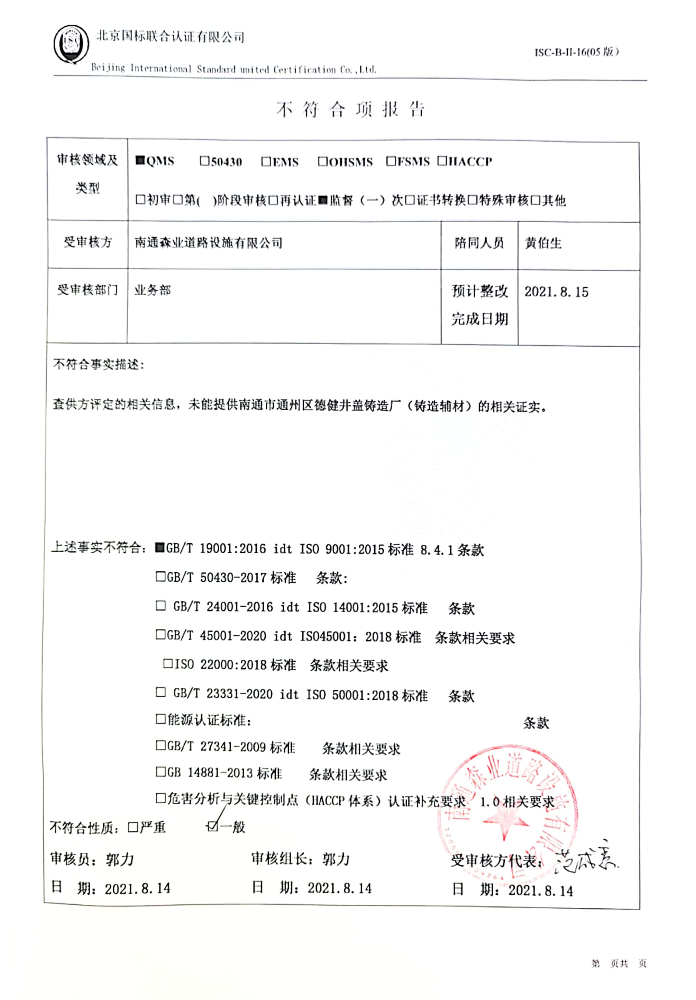 ISC
北京国标联合认证有限公司
ISC-B-II-16(05 版)
Beijing International Standard united Certification Co.,Ltd.
不符合项报告
审核领域及类型
■QMS □50430 □EMS □OHSMS □FSMS □HACCP
□初审□第( )阶段审核□再认证■监督（一）次□证书转换□特殊审核□其他
受审核方 南通森业道路设施有限公司 陪同人员 黄伯生
受审核部门 业务部 预计整改完成日期 2021.8.15
不符合事实描述：
查供方评定的相关信息，未能提供南通市通州区德健井盖铸造厂（铸造辅材）的相关证实。
上述事实不符合：■GB/T 19001:2016 idt ISO 9001:2015 标准 8.4.1 条款
□GB/T 50430-2017 标准 条款:
□ GB/T 24001-2016 idt ISO 14001:2015 标准 条款
□GB/T 45001-2020 idt ISO45001：2018 标准 条款相关要求
□ISO 22000:2018 标准 条款相关要求
□ GB/T 23331-2020 idt ISO 50001:2018 标准 条款
□能源认证标准： 条款
□GB/T 27341-2009 标准 条款相关要求
□GB 14881-2013 标准 条款相关要求
□危害分析与关键控制点（HACCP 体系）认证补充要求 1.0 相关要求
不符合性质：□严重 ☑一般
审核员：郭力 审核组长：郭力 受审核方代表：
日 期：2021.8.14 日 期：2021.8.14 日 期：2021.8.14
南通森业道路设施有限公司
第 页共 页